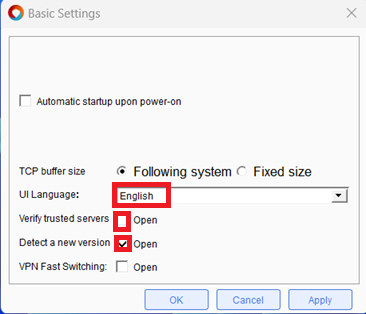 Basic Settings
Automatic startup upon power-on
TCP buffer size Following system Fixed size
UI Language: English
Verify trusted servers Open
Detect a new version Open
VPN Fast Switching: Open
OK Cancel Apply